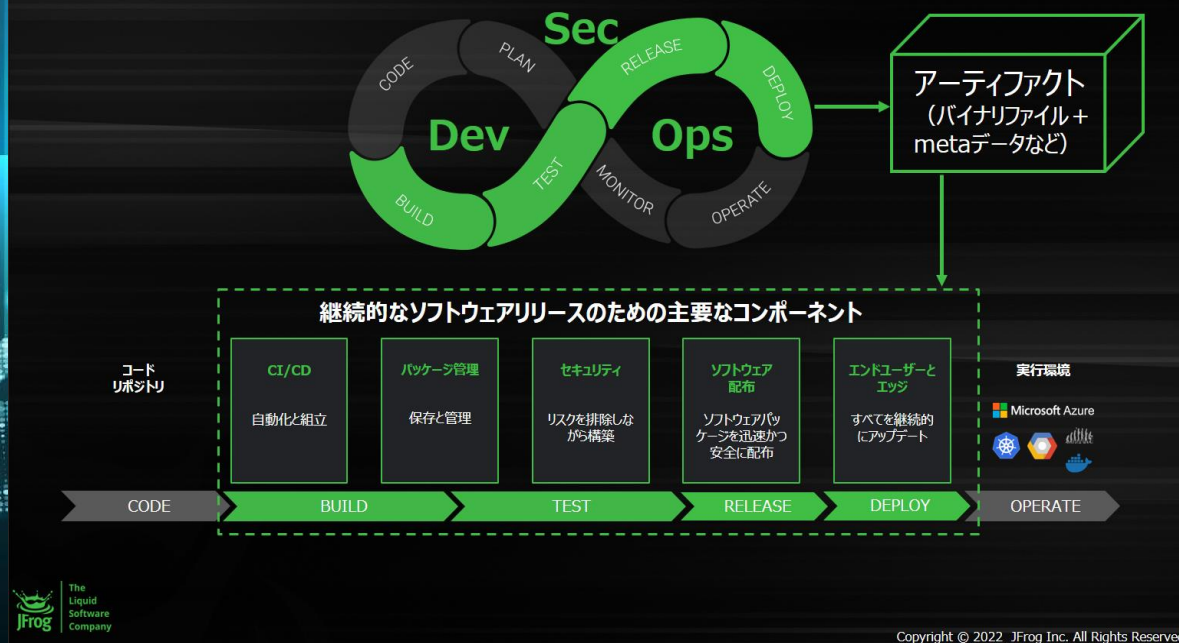 Sec
CODE
PLAN
RELEASE
DEPLOY
Dev
Ops
BUILD
TEST
MONITOR
OPERATE
アーティファクト
（バイナリファイル＋
metaデータなど）
継続的なソフトウェアリリースのための主要なコンポーネント
コード
リポジトリ
CI/CD
自動化と組立
パッケージ管理
保存と管理
セキュリティ
リスクを排除しな
がら構築
ソフトウェア
配布
ソフトウェアパッ
ケージを迅速かつ
安全に配布
エンドユーザーと
エッジ
すべてを継続的
にアップデート
実行環境
Microsoft Azure
CODE
BUILD
TEST
RELEASE
DEPLOY
OPERATE
JFrog
The
Liquid
Software
Company
Copyright © 2022 JFrog Inc. All Rights Reserve